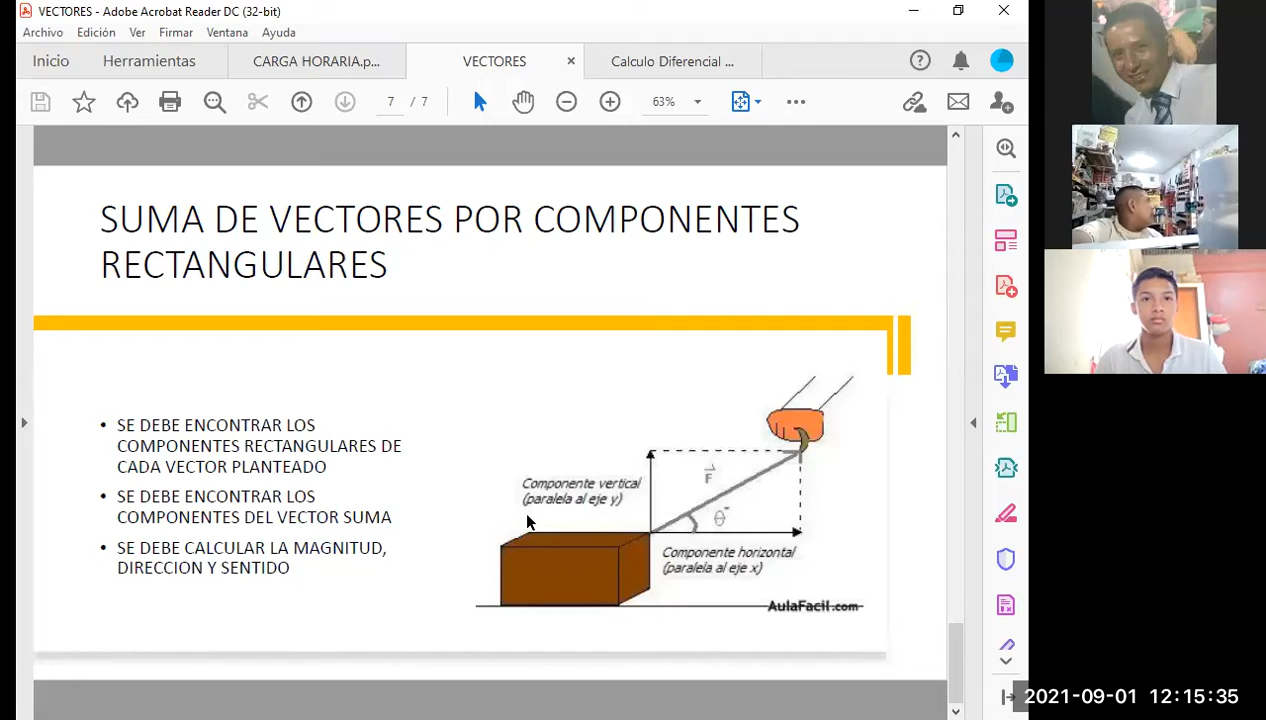 VECTORES - Adobe Acrobat Reader DC (32-bit)
Archivo Edición Ver Firmar Ventana Ayuda
Inicio Herramientas CARGA HORARIA.p... VECTORES × Calculo Diferencial ...
7 / 7 63%
SUMA DE VECTORES POR COMPONENTES
RECTANGULARES
• SE DEBE ENCONTRAR LOS
COMPONENTES RECTANGULARES DE
CADA VECTOR PLANTEADO
• SE DEBE ENCONTRAR LOS
COMPONENTES DEL VECTOR SUMA
• SE DEBE CALCULAR LA MAGNITUD,
DIRECCION Y SENTIDO
Componente vertical
(paralela al eje y)
F
θ
Componente horizontal
(paralela al eje x)
AulaFacil.com
2021-09-01 12:15:35